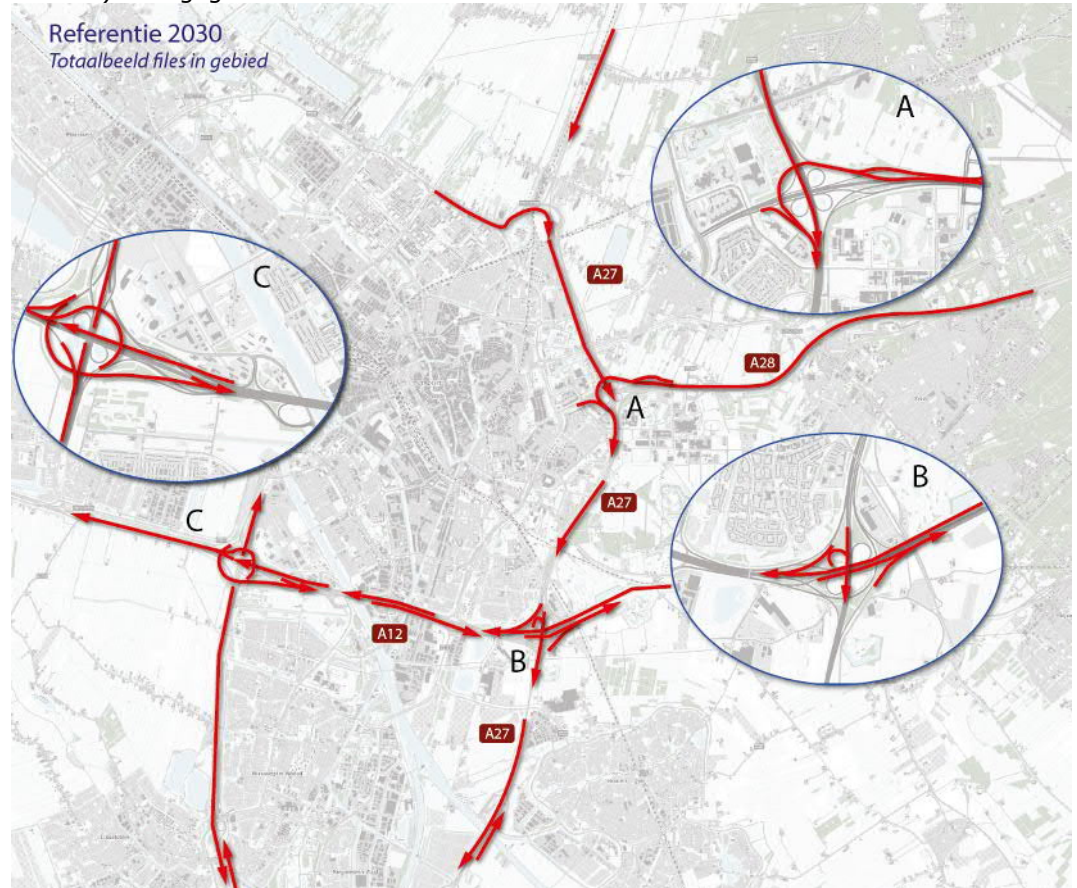 Referentie 2030
Totaalbeeld files in gebied
A
A27
C
A28
A
A27
B
C
A12
B
A27